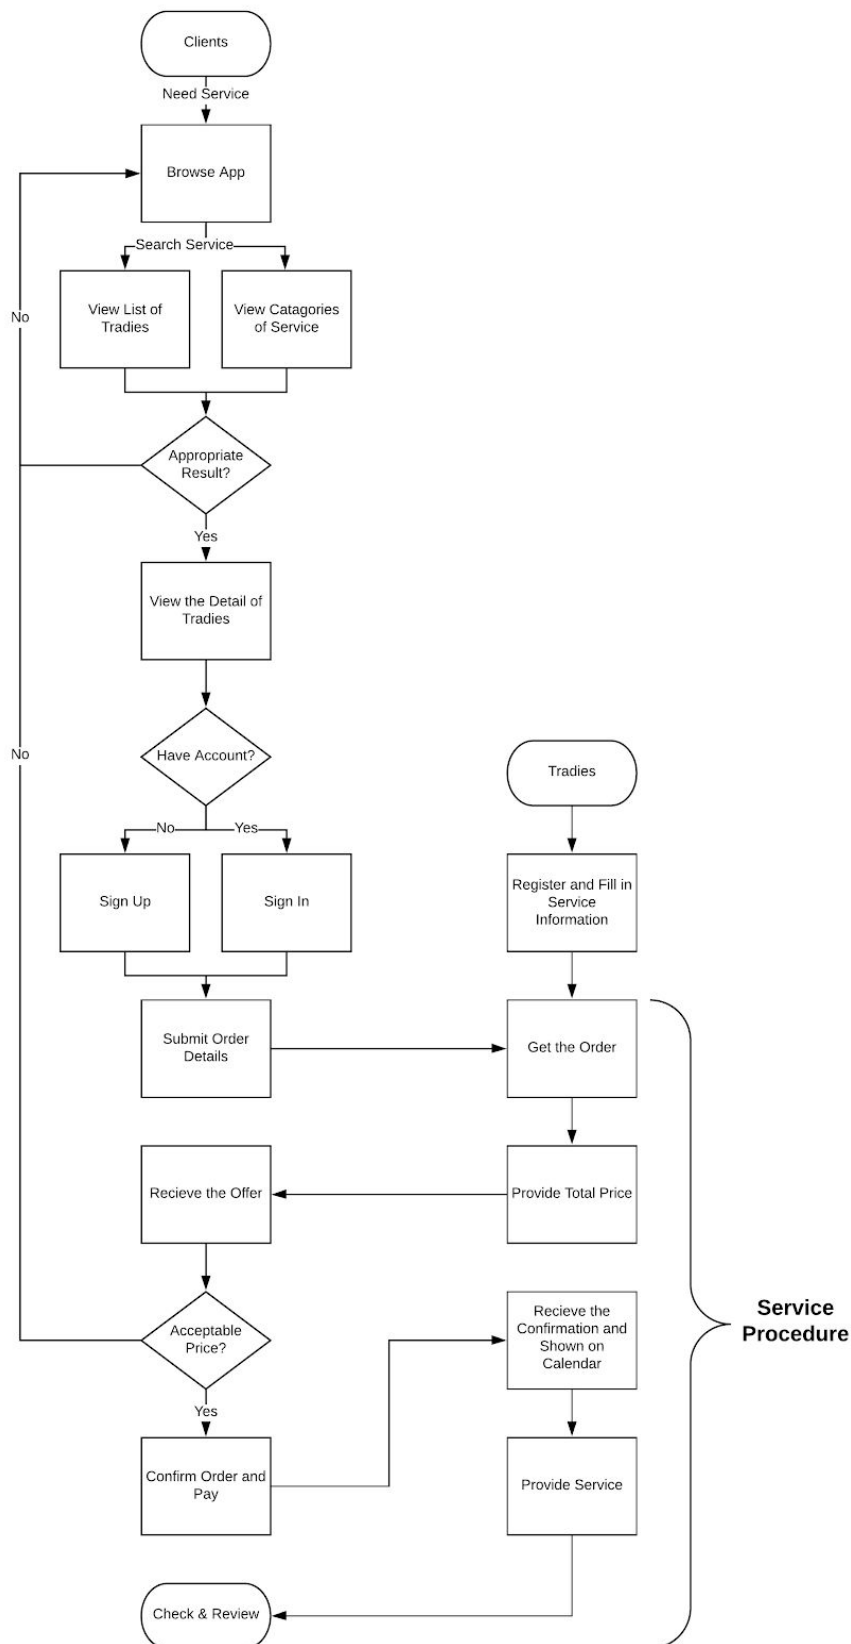 Clients
Need Service
Browse App
Search Service
View List of
Tradies
View Catagories
of Service
No
Appropriate
Result?
Yes
View the Detail of
Tradies
No
Have Account?
No
Yes
Sign Up
Sign In
Tradies
Register and Fill in
Service
Information
Submit Order
Details
Get the Order
Recieve the Offer
Provide Total Price
Acceptable
Price?
Recieve the
Confirmation and
Shown on
Calendar
Service
Procedure
Yes
Confirm Order and
Pay
Provide Service
Check & Review